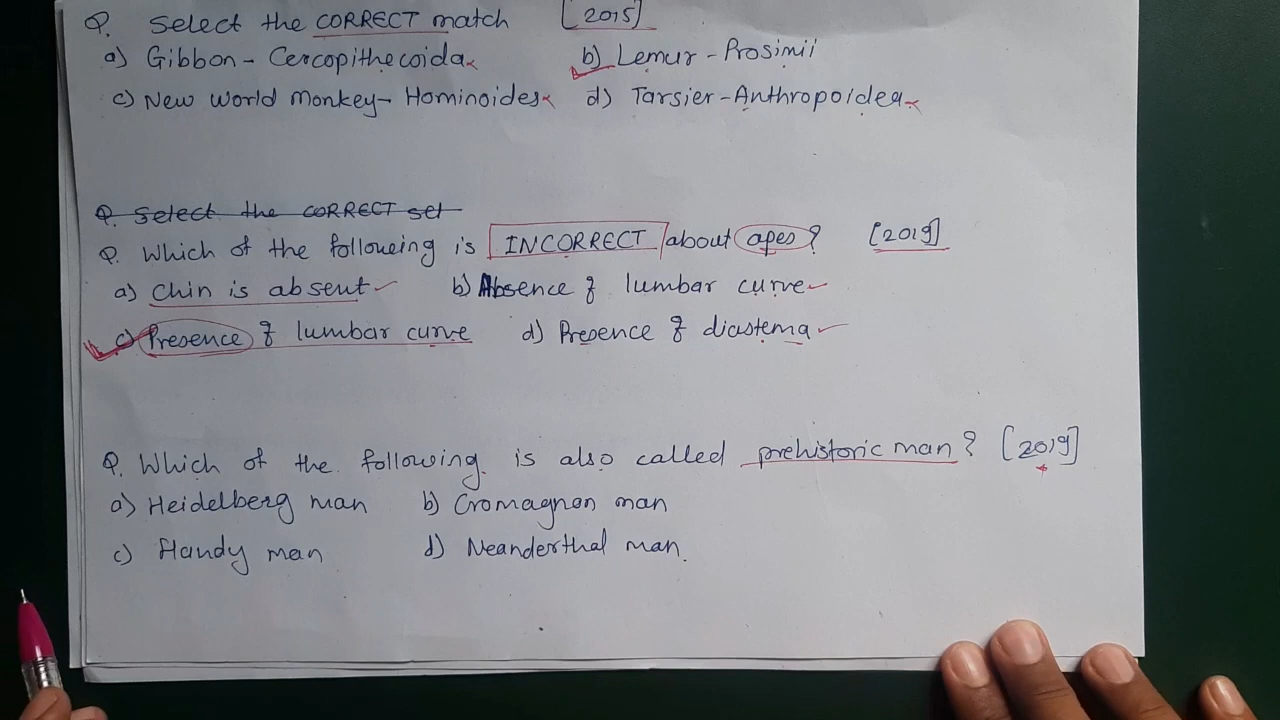 Q. Select the CORRECT match [2015]
a) Gibbon - Cercopithecoida b) Lemur - Prosimii
c) New World Monkey - Hominoides d) Tarsier - Anthropoidea
Q. Select the CORRECT set
Q. Which of the following is INCORRECT about apes? [2019]
a) Chin is absent b) Absence of lumbar curve
c) Presence of lumbar curve d) Presence of diastema
Q. Which of the following is also called prehistoric man? [2019]
a) Heidelberg man b) Cromagnon man
c) Handy man d) Neanderthal man.